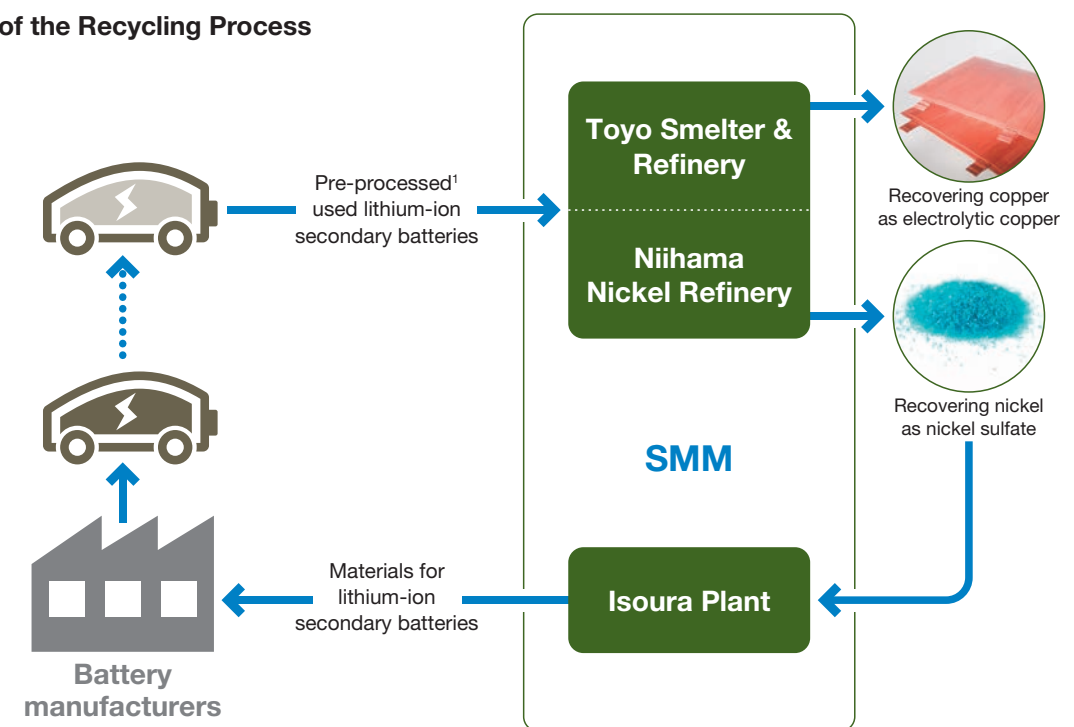 of the Recycling Process
Pre-processed¹
used lithium-ion
secondary batteries
Toyo Smelter &
Refinery
Niihama
Nickel Refinery
Recovering copper
as electrolytic copper
Recovering nickel
as nickel sulfate
SMM
Isoura Plant
Materials for
lithium-ion
secondary batteries
Battery
manufacturers